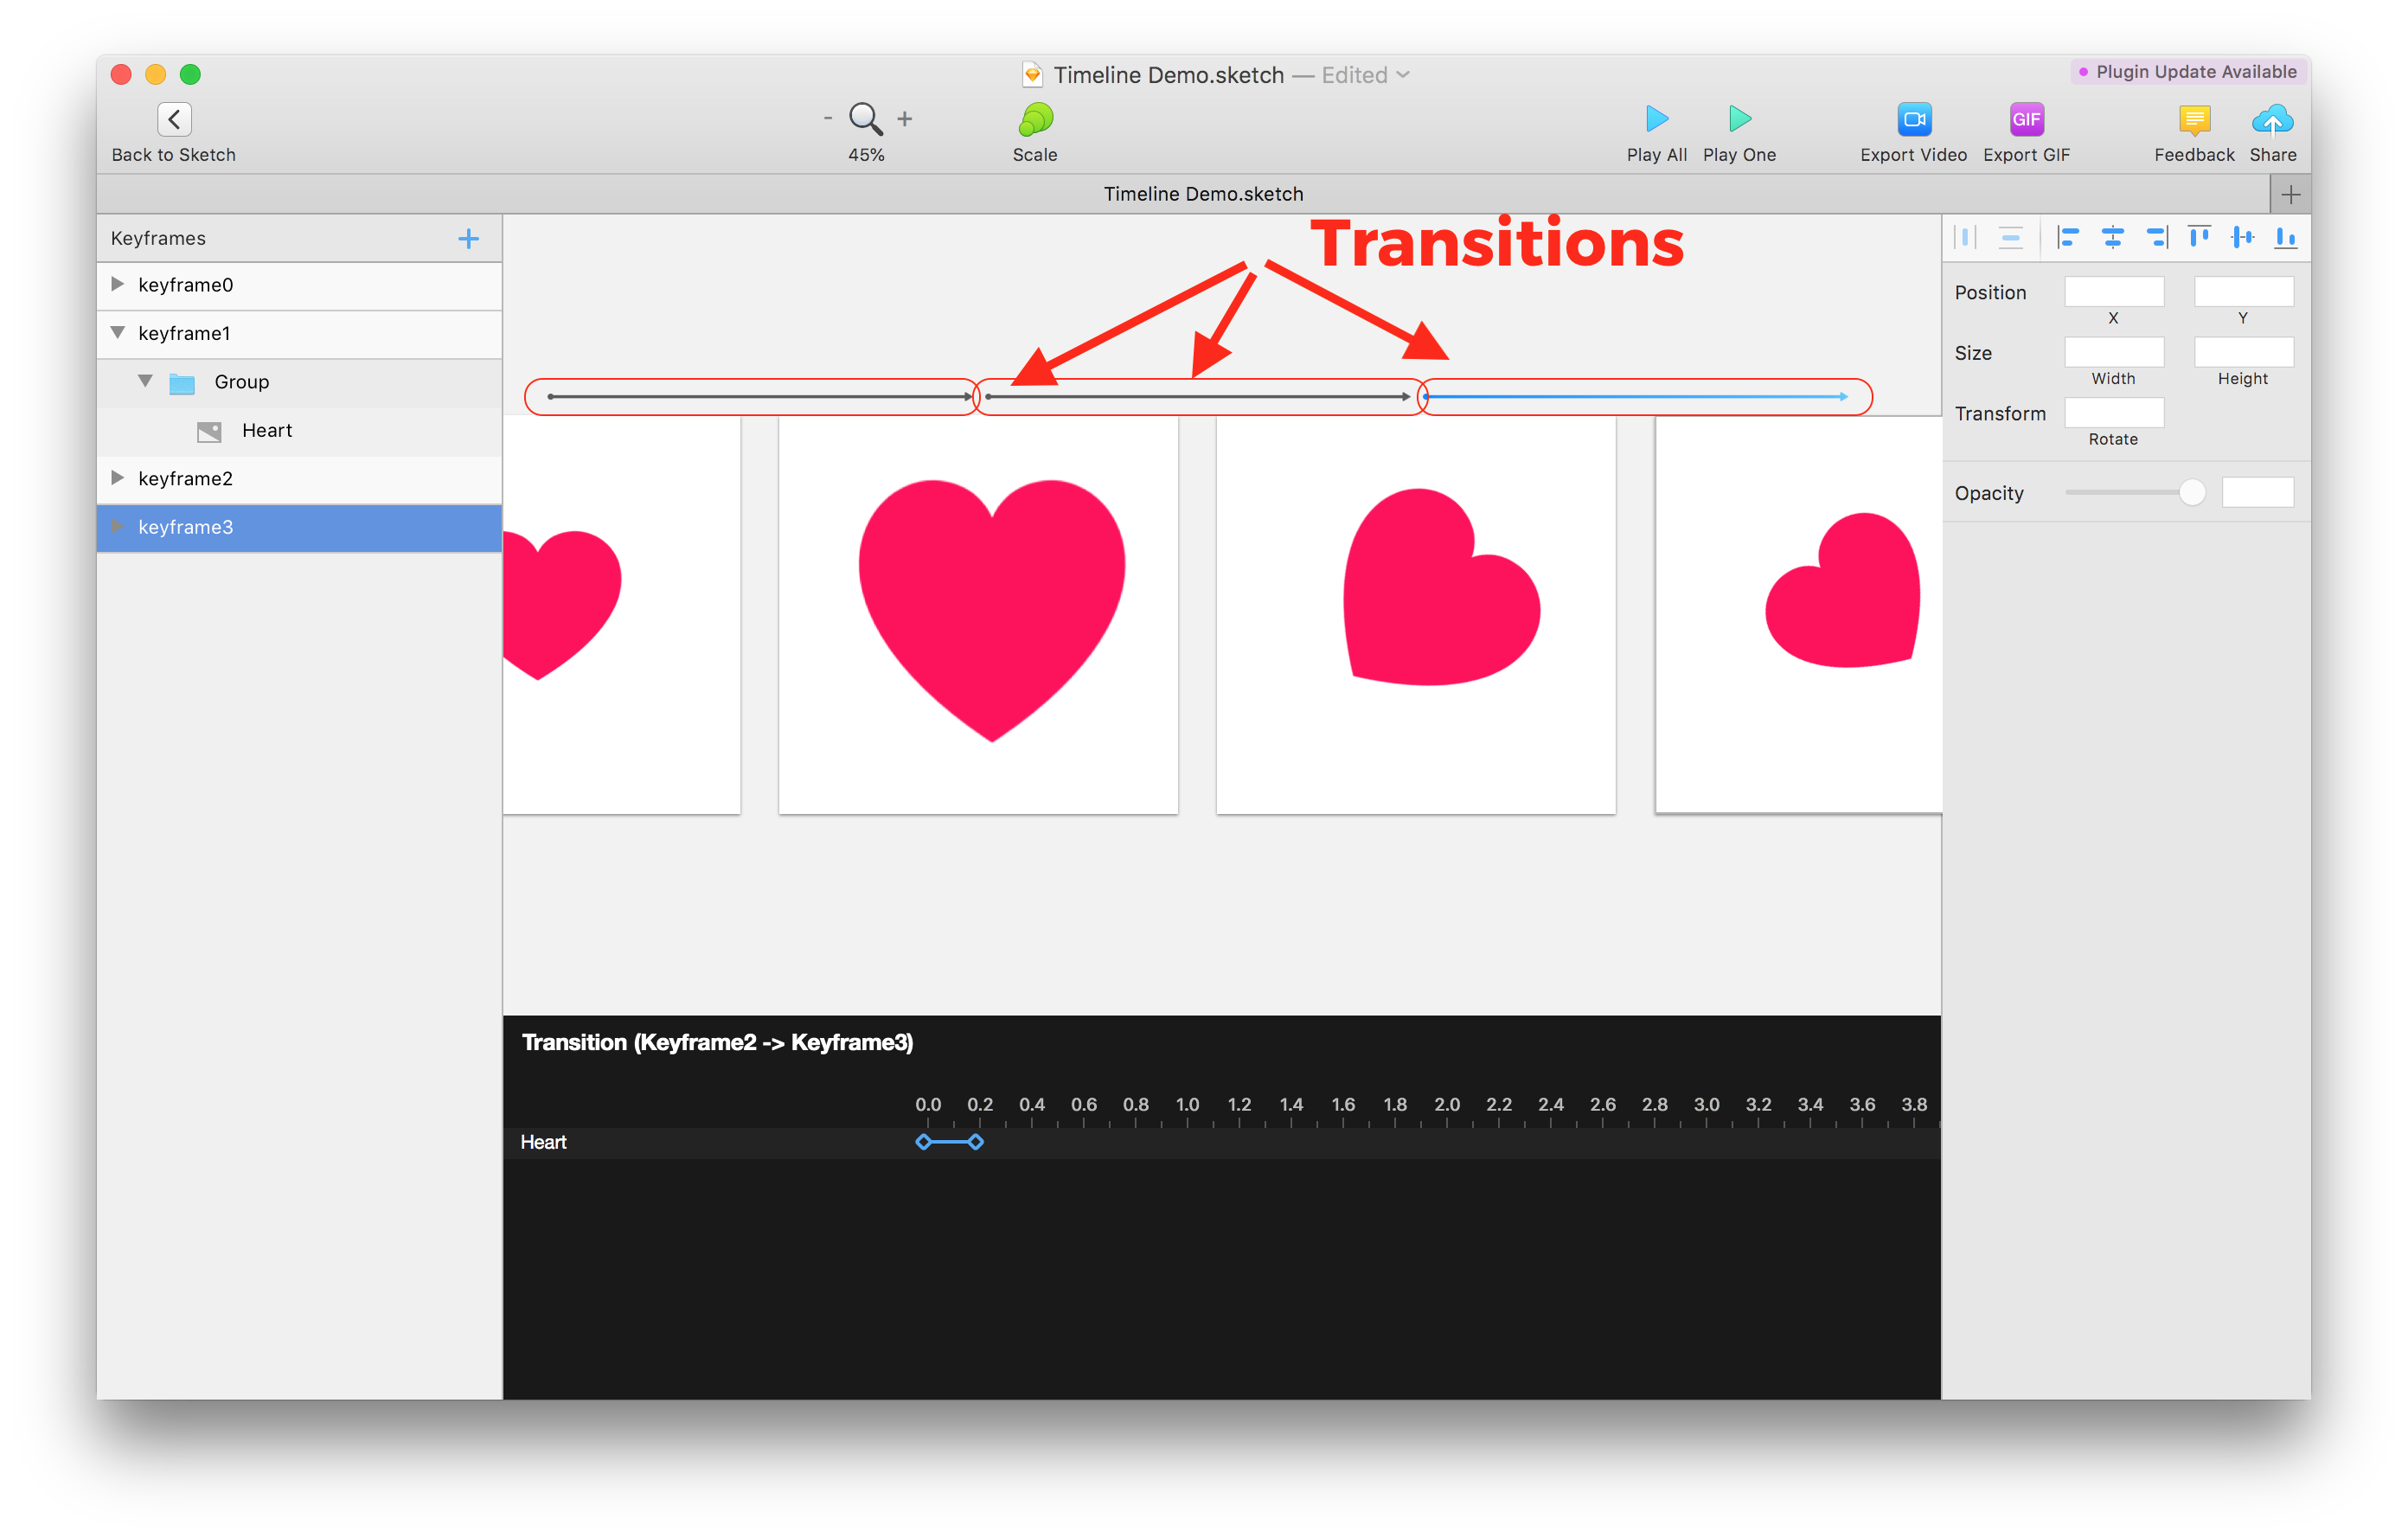 Timeline Demo.sketch — Edited
Plugin Update Available
Back to Sketch
- +
45%
Scale
Play All
Play One
Export Video
GIF
Export GIF
Feedback
Share
Timeline Demo.sketch
Keyframes
keyframe0
keyframe1
Group
Heart
keyframe2
keyframe3
Transitions
Position
X Y
Size
Width Height
Transform
Rotate
Opacity
Transition (Keyframe2 -> Keyframe3)
0.0 0.2 0.4 0.6 0.8 1.0 1.2 1.4 1.6 1.8 2.0 2.2 2.4 2.6 2.8 3.0 3.2 3.4 3.6 3.8
Heart